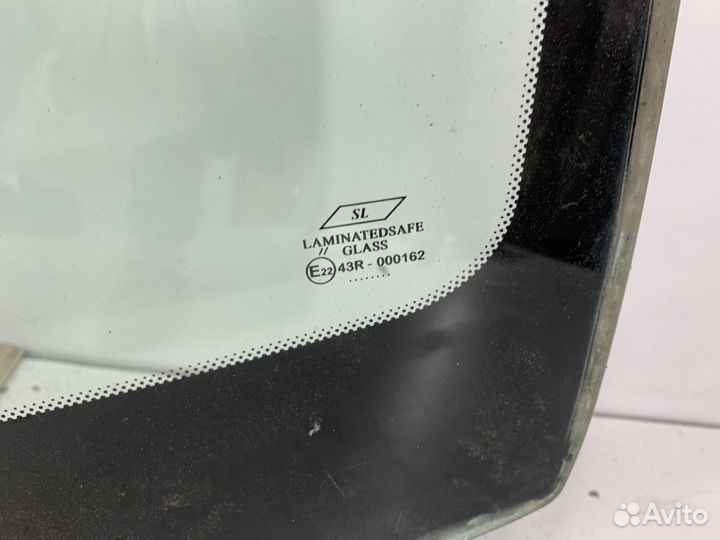 SL
LAMINATEDSAFE
//
GLASS
E22 43R - 000162
........
Avito